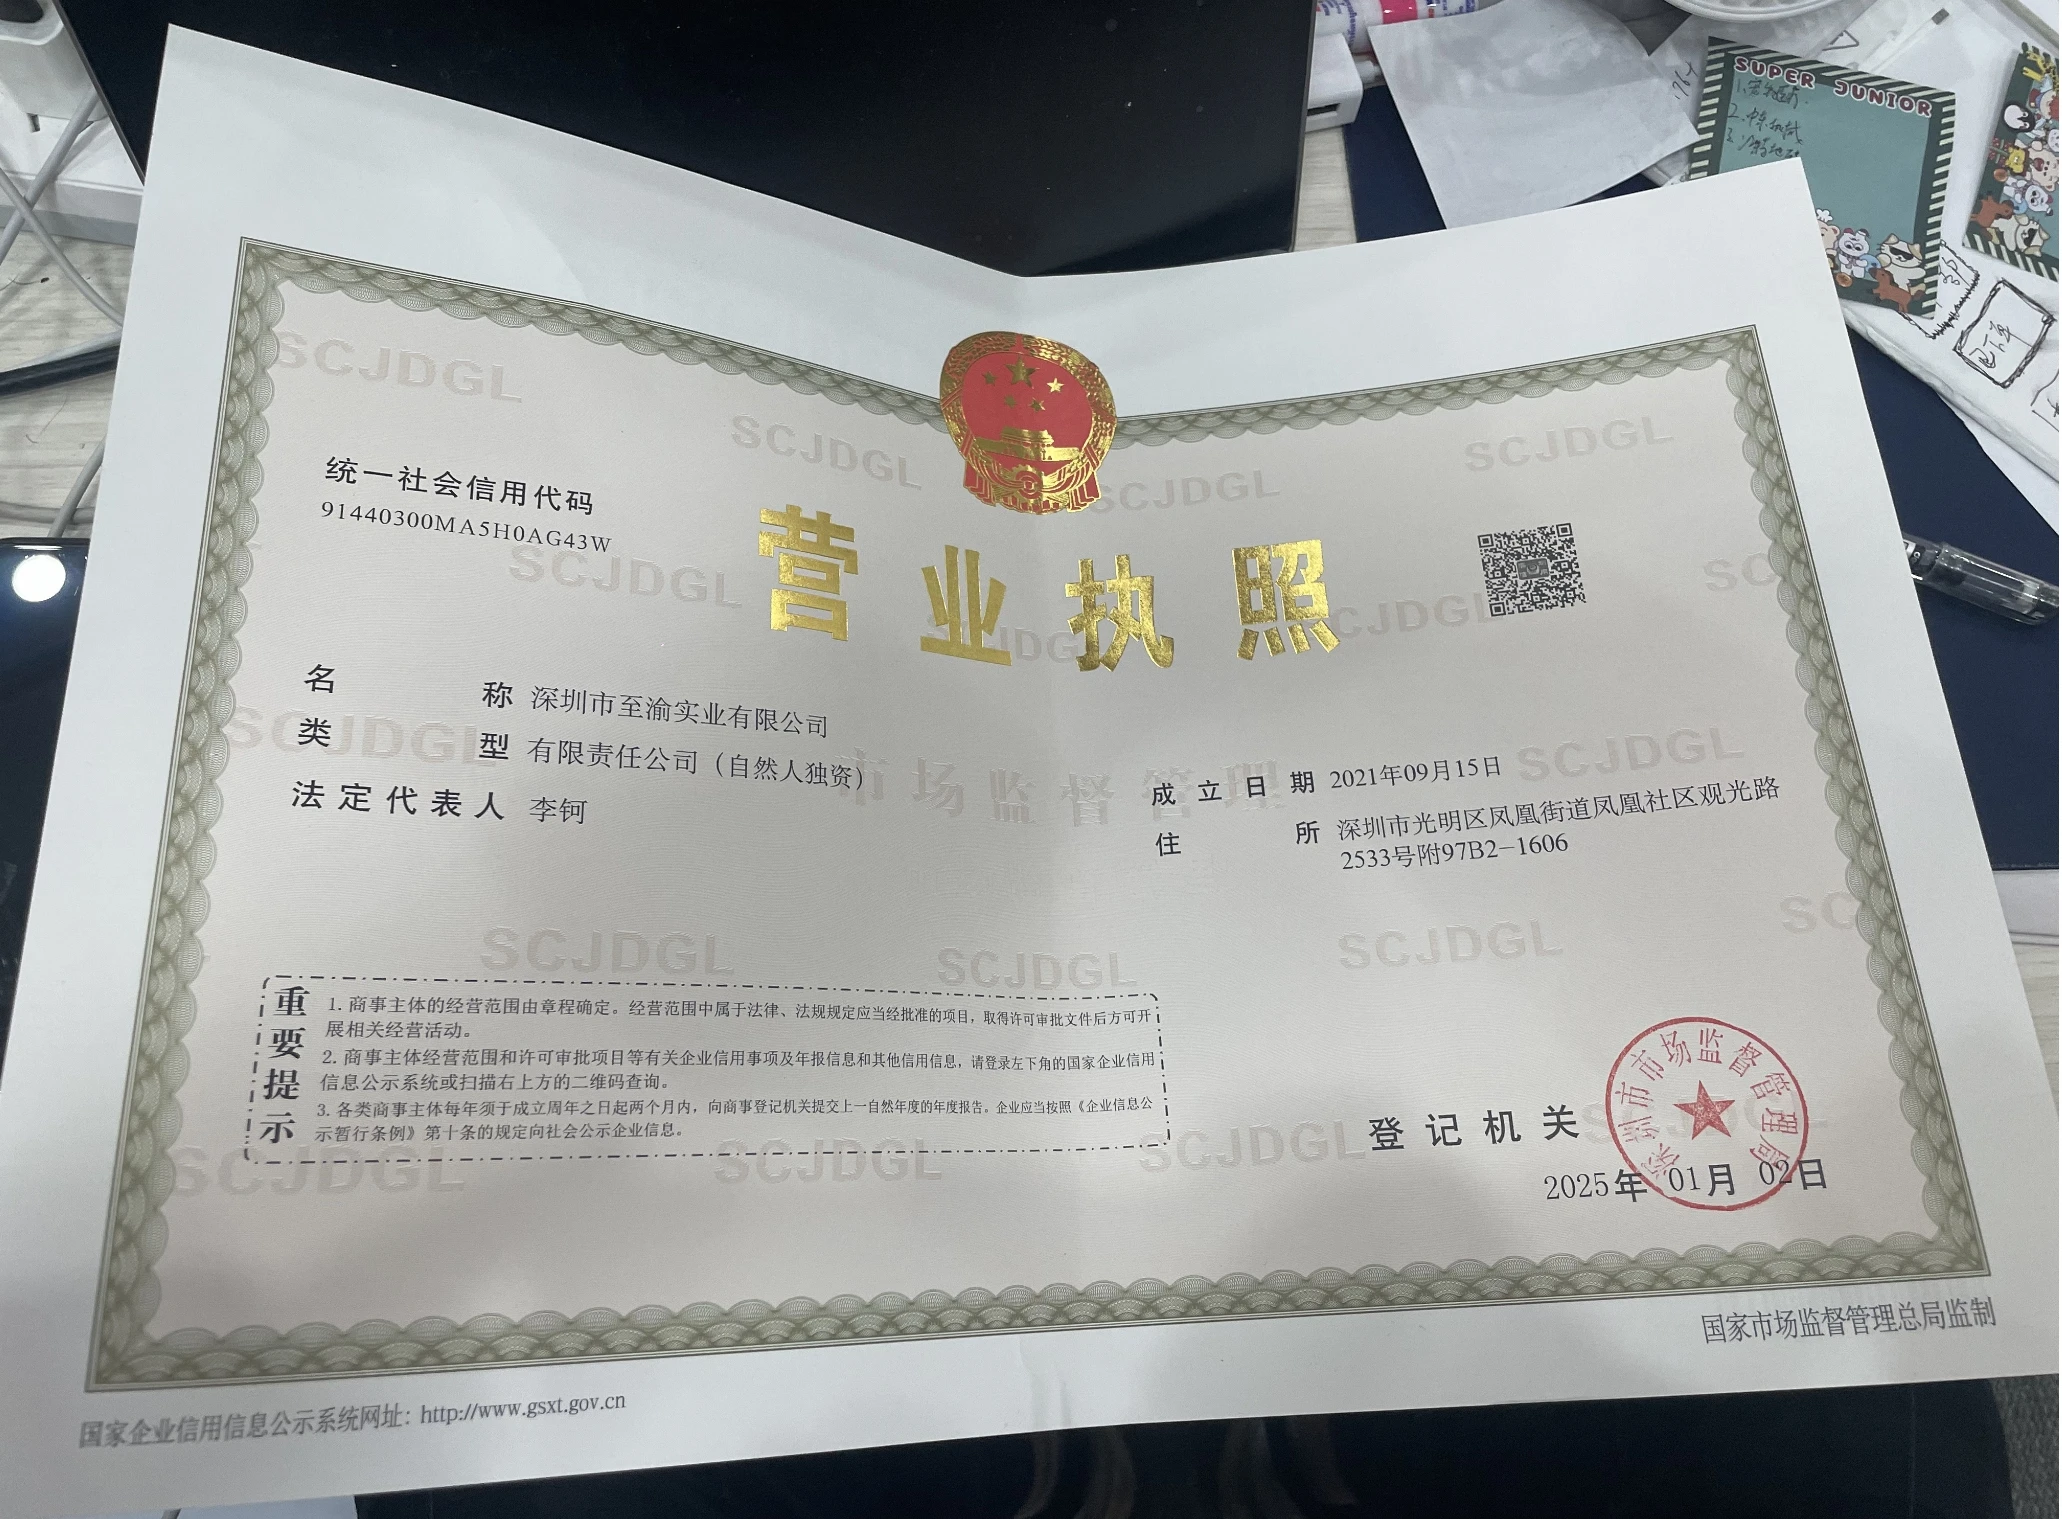 SUPER JUNIOR
统一社会信用代码
91440300MA5H0AG43W
营业执照
名称 深圳市至渝实业有限公司
类型 有限责任公司（自然人独资）
法定代表人 李钶
成立日期 2021年09月15日
住所 深圳市光明区凤凰街道凤凰社区观光路
2533号附97B2-1606
重要提示
1. 商事主体的经营范围由章程确定。经营范围中属于法律、法规规定应当经批准的项目，取得许可审批文件后方可开
展相关经营活动。
2. 商事主体经营范围和许可审批项目等有关企业信用事项及年报信息和其他信用信息，请登录左下角的国家企业信用
信息公示系统或扫描右上方的二维码查询。
3. 各类商事主体每年须于成立周年之日起两个月内，向商事登记机关提交上一自然年度的年度报告。企业应当按照《企业信息公
示暂行条例》第十条的规定向社会公示企业信息。
登记机关
深圳市市场监督管理局
2025年01月02日
国家企业信用信息公示系统网址：http://www.gsxt.gov.cn
国家市场监督管理总局监制
SCJDGL
市场监督管理